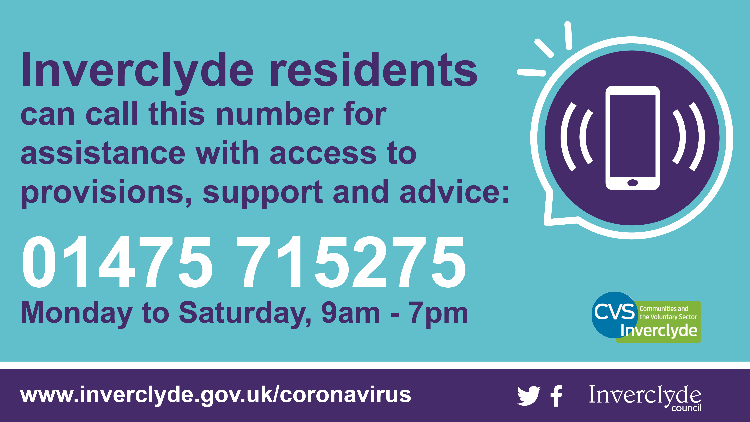 Inverclyde residents
can call this number for
assistance with access to
provisions, support and advice:
01475 715275
Monday to Saturday, 9am - 7pm
CVS Communities and
the Voluntary Sector
Inverclyde
www.inverclyde.gov.uk/coronavirus
Inverclyde
council